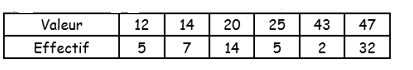 Valeur 12 14 20 25 43 47
Effectif 5 7 14 5 2 32